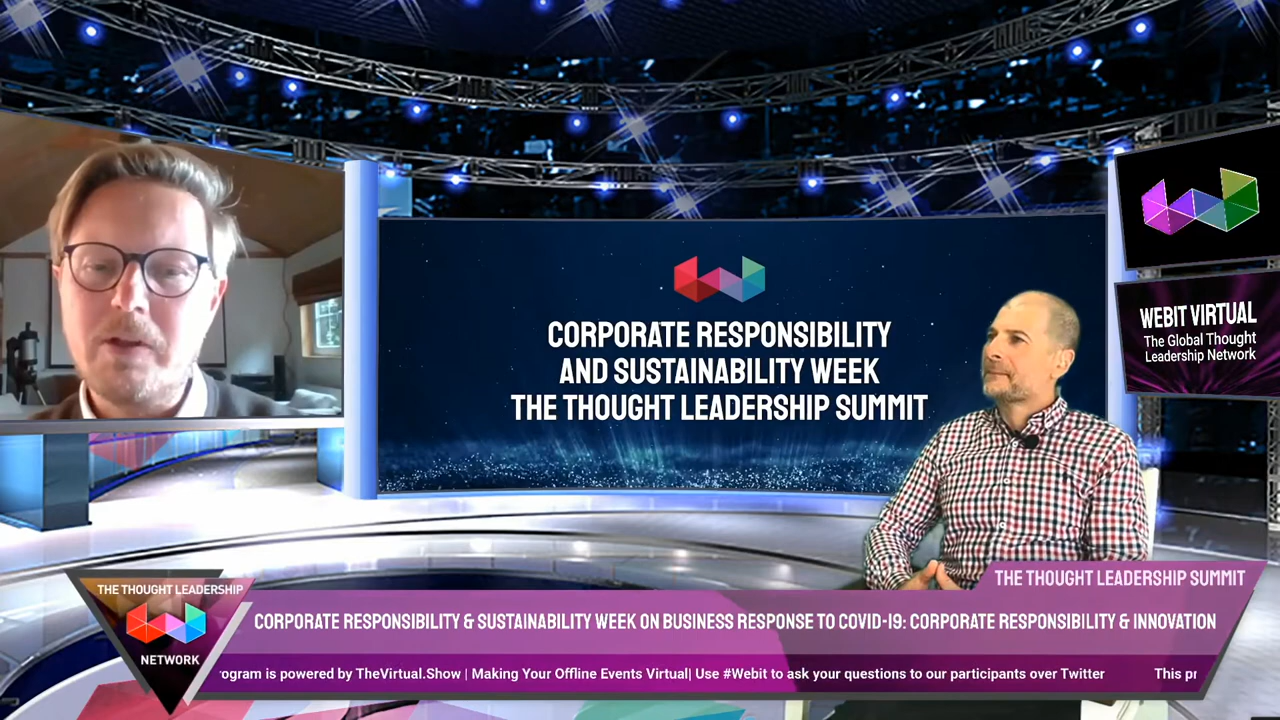 CORPORATE RESPONSIBILITY
AND SUSTAINABILITY WEEK
THE THOUGHT LEADERSHIP SUMMIT
WEBIT VIRTUAL
The Global Thought
Leadership Network
THE THOUGHT LEADERSHIP SUMMIT
THE THOUGHT LEADERSHIP
NETWORK
CORPORATE RESPONSIBILITY & SUSTAINABILITY WEEK ON BUSINESS RESPONSE TO COVID-19: CORPORATE RESPONSIBILITY & INNOVATION
ogram is powered by TheVirtual.Show | Making Your Offline Events Virtual| Use #Webit to ask your questions to our participants over Twitter This pr